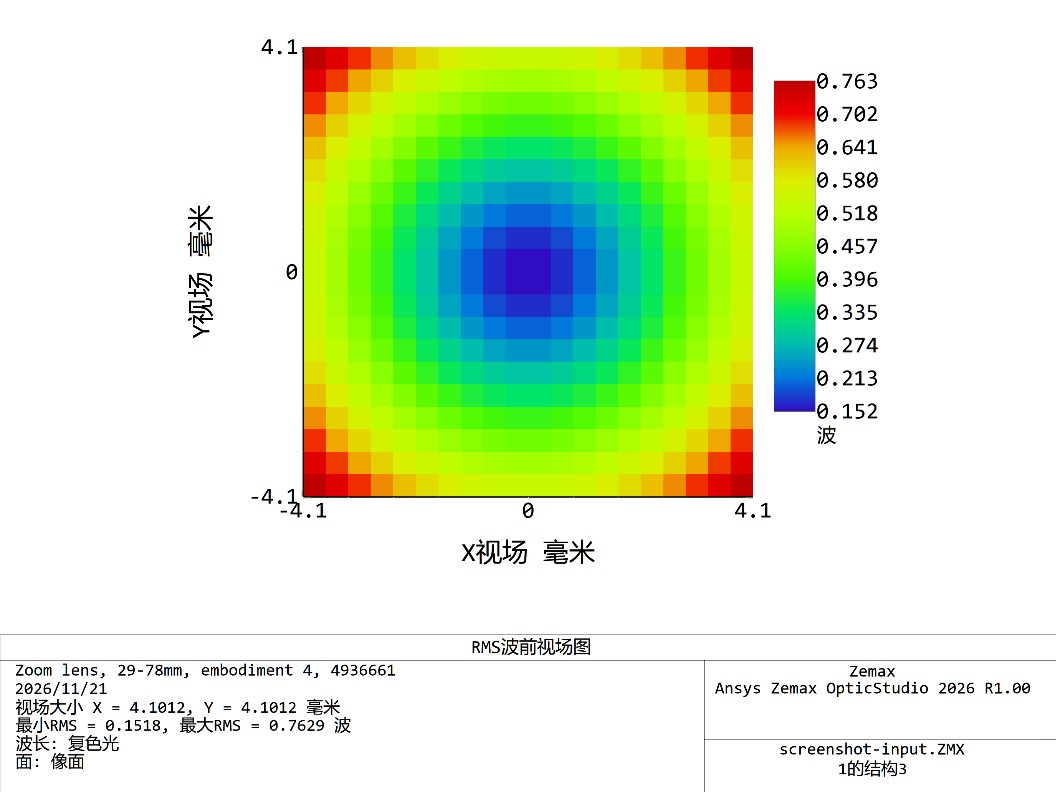 4.1
0
-4.1
Y视场 毫米
-4.1
0
4.1
X视场 毫米
0.763
0.702
0.641
0.580
0.518
0.457
0.396
0.335
0.274
0.213
0.152
波
RMS波前视场图
Zoom lens, 29-78mm, embodiment 4, 4936661
2026/11/21
视场大小 X = 4.1012, Y = 4.1012 毫米
最小RMS = 0.1518, 最大RMS = 0.7629 波
波长: 复色光
面: 像面
Zemax
Ansys Zemax OpticStudio 2026 R1.00
screenshot-input.ZMX
1的结构3